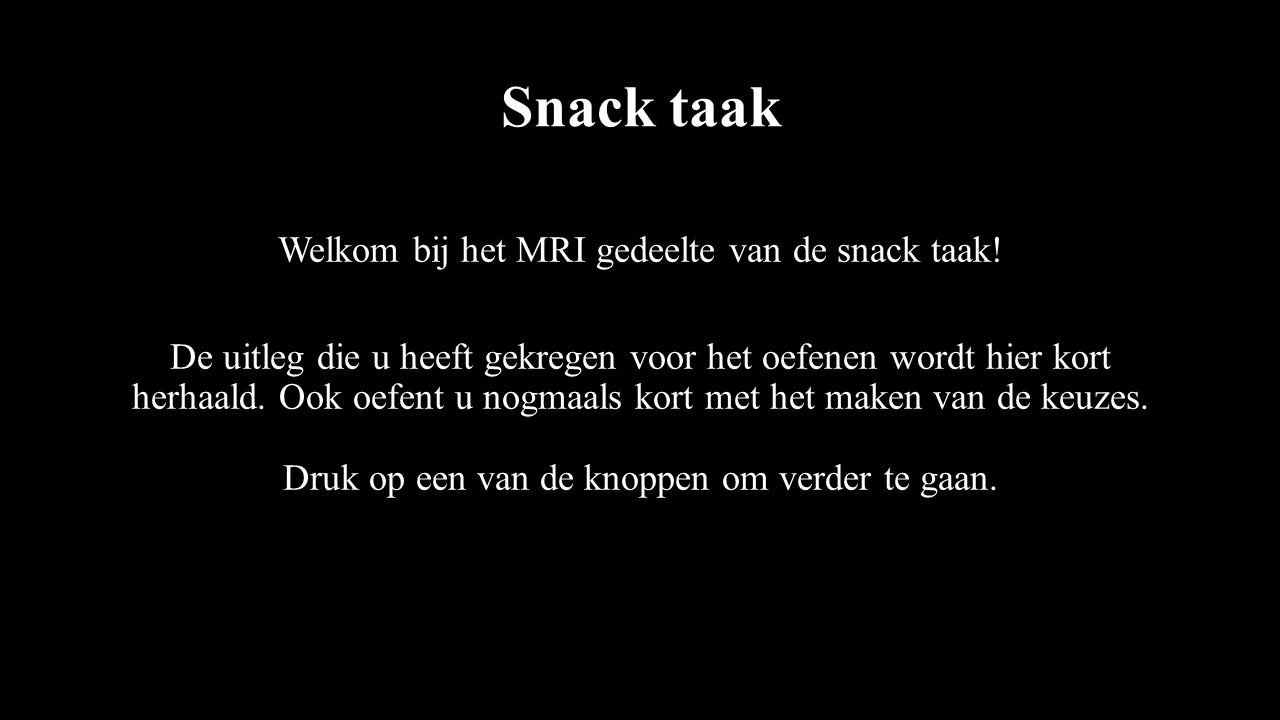 Snack taak
Welkom bij het MRI gedeelte van de snack taak!
De uitleg die u heeft gekregen voor het oefenen wordt hier kort
herhaald. Ook oefent u nogmaals kort met het maken van de keuzes.
Druk op een van de knoppen om verder te gaan.